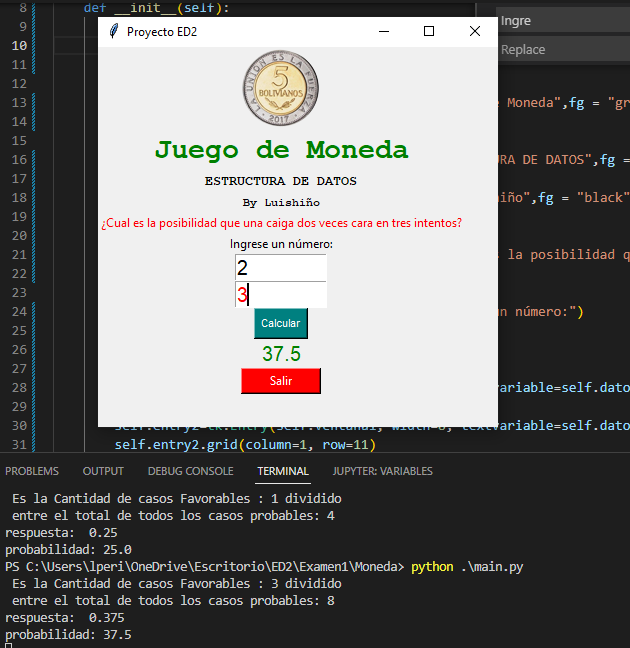 8 def __init__(self):
9
10
11
12
13 e Moneda",fg = "gr
14
15
16 RA DE DATOS",fg =
17
18 iño",fg = "black"
19
20
21 s la posibilidad q
22
23
24 un número:")
25
26
27
28 variable=self.dato
29
30 self.entry2=tk.Entry(self.ventana1, width=8, textvariable=self.dato
31 self.entry2.grid(column=1, row=11)
Ingre
Replace
Proyecto ED2
LA UNION ES LA FUERZA
5
BOLIVIANOS
2017
Juego de Moneda
ESTRUCTURA DE DATOS
By Luishiño
¿Cual es la posibilidad que una caiga dos veces cara en tres intentos?
Ingrese un número:
2
3
Calcular
37.5
Salir
PROBLEMS OUTPUT DEBUG CONSOLE TERMINAL JUPYTER: VARIABLES
Es la Cantidad de casos Favorables : 1 dividido
entre el total de todos los casos probables: 4
respuesta: 0.25
probabilidad: 25.0
PS C:\Users\lperi\OneDrive\Escritorio\ED2\Examen1\Moneda> python .\main.py
Es la Cantidad de casos Favorables : 3 dividido
entre el total de todos los casos probables: 8
respuesta: 0.375
probabilidad: 37.5